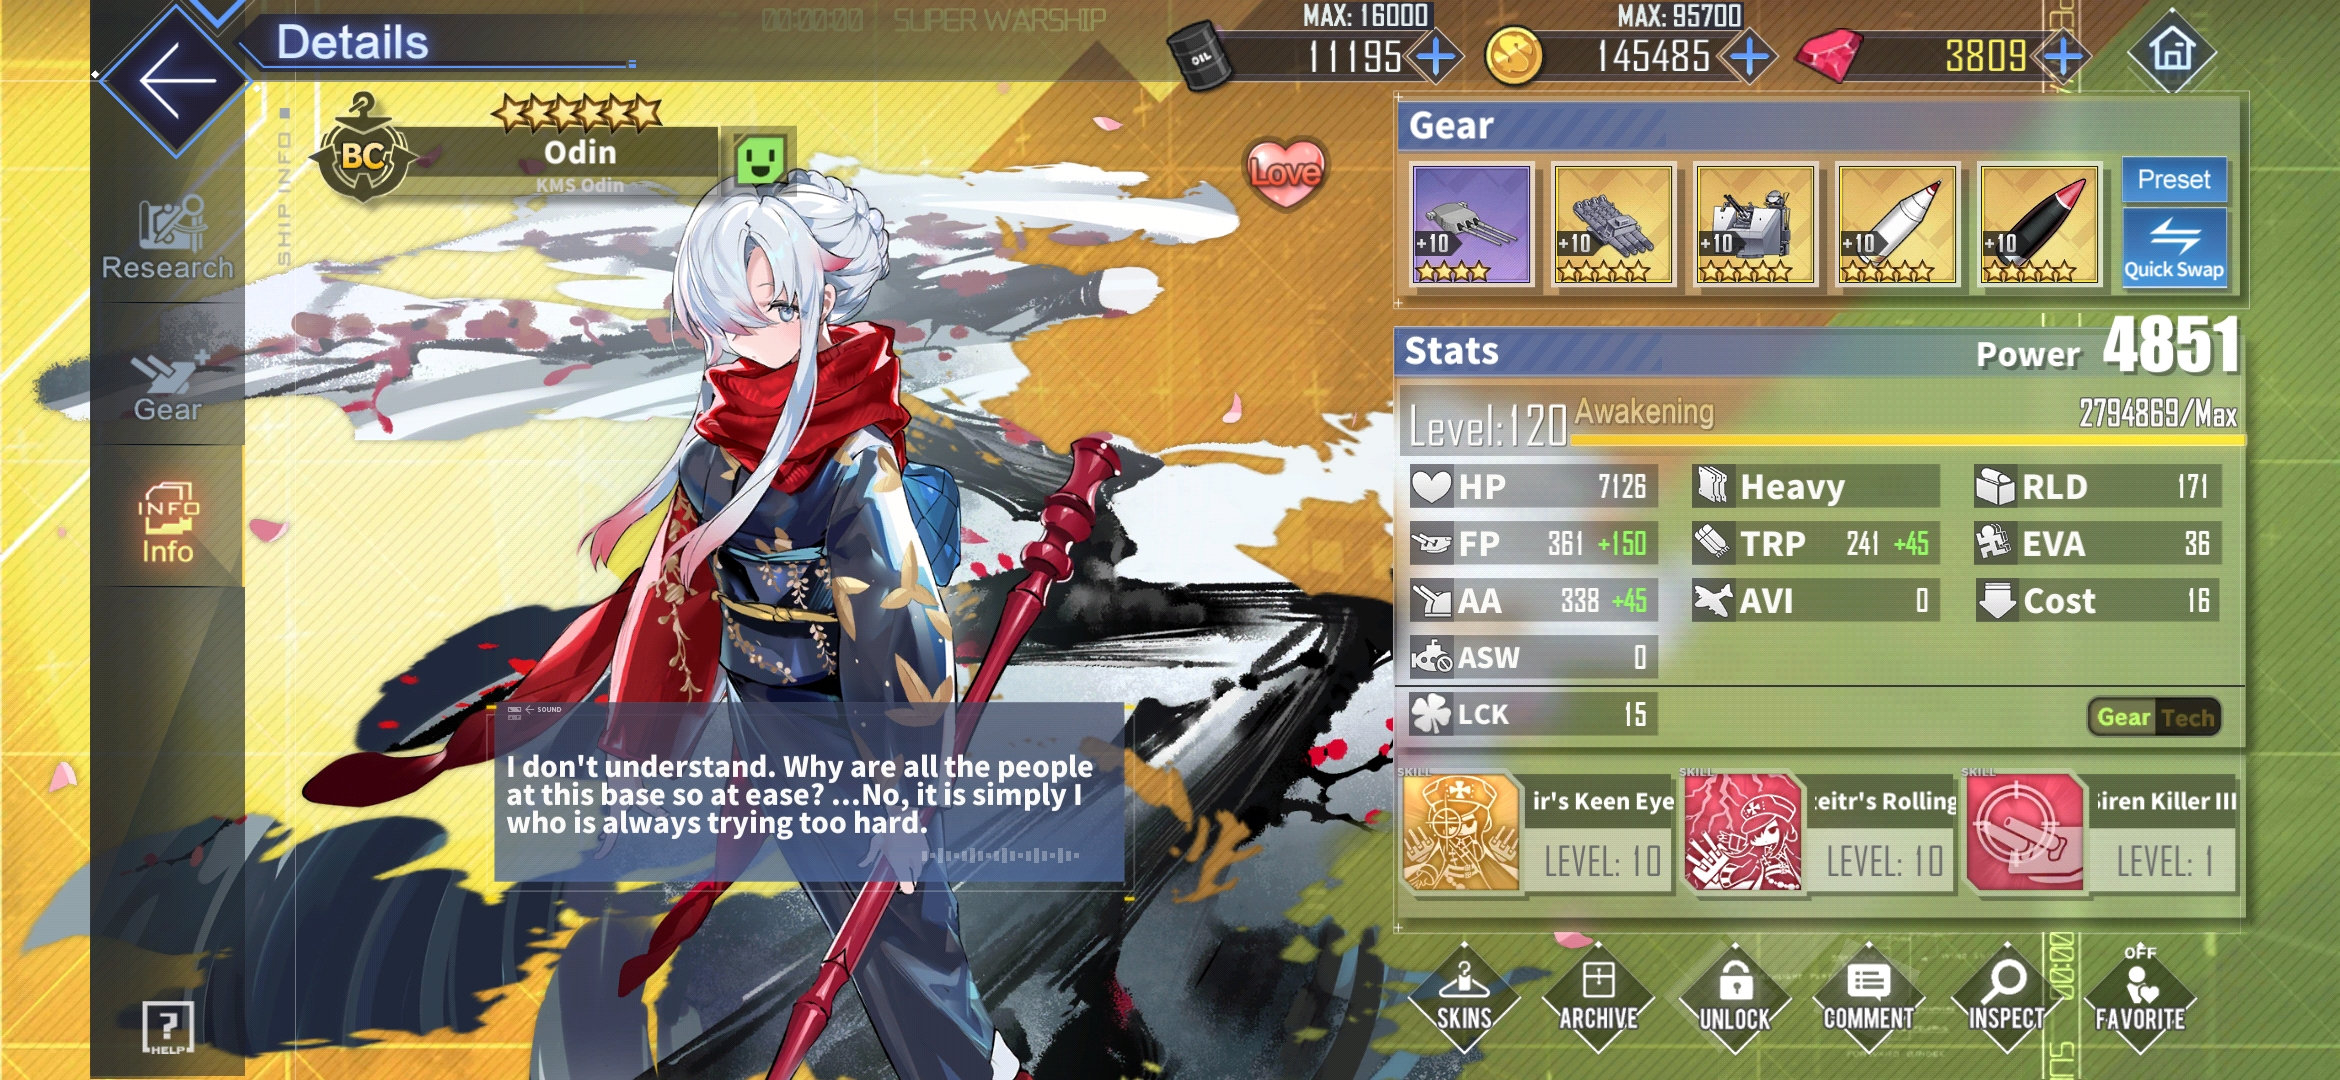 Details
00:00:00 SUPER WARSHIP
MAX: 16000
OIL
11195
MAX: 95700
145485
3809
SHIP INFO
BC
Odin
KMS Odin
Love
Research
Gear
INFO
Info
?
HELP
← SOUND
I don't understand. Why are all the people
at this base so at ease? ...No, it is simply I
who is always trying too hard.
Gear
+10
+10
+10
+10
+10
Preset
Quick Swap
Stats
Power 4851
Level:120 Awakening
2794869/Max
HP 7126
Heavy
RLD 171
FP 361 +150
TRP 241 +45
EVA 36
AA 338 +45
AVI 0
Cost 16
ASW 0
LCK 15
Gear Tech
SKILL
ir's Keen Eye
LEVEL: 10
SKILL
eitr's Rolling
LEVEL: 10
SKILL
Siren Killer III
LEVEL: 1
SKINS
ARCHIVE
UNLOCK
COMMENT
INSPECT
OFF
FAVORITE